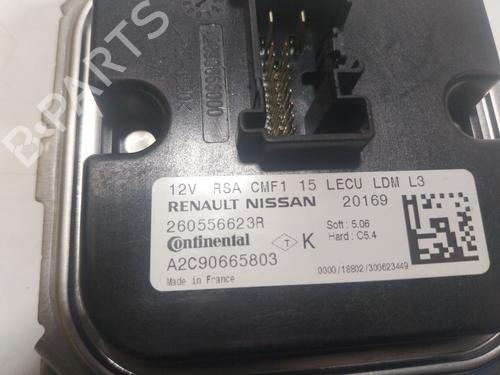 B-PARTS
12V RSA CMF1 15 LECU LDM L3
RENAULT NISSAN 20169
260556623R Soft : 5.06
Continental T K Hard : C5.4
A2C90665803
Made in France 0000/18802/300623449